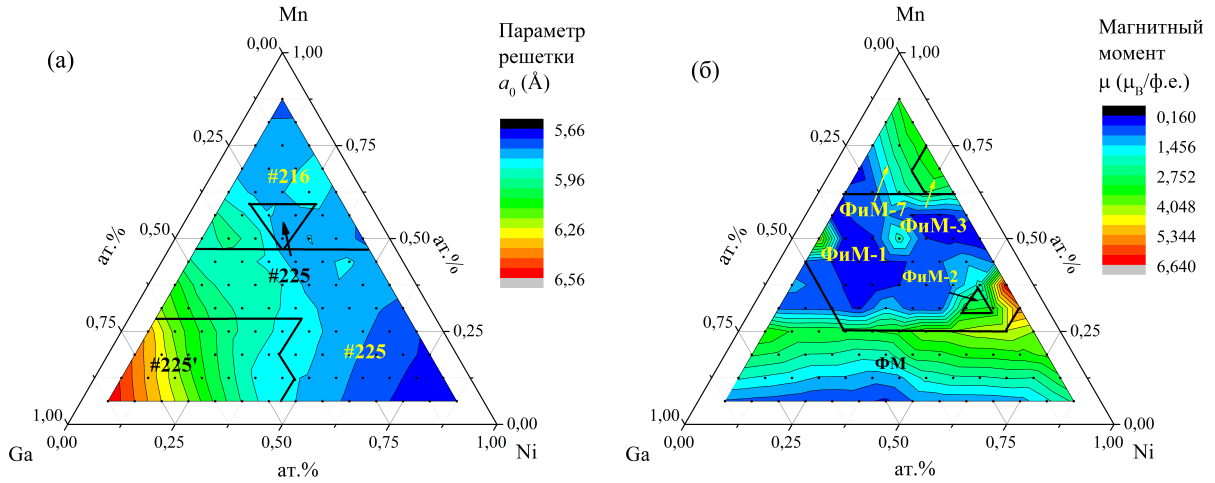 (а)
Mn
0,00
1,00
0,25
0,75
#216
0,50
0,50
ат.%
ат.%
#225
0,75
0,25
#225'
#225
1,00
0,00
0,00
0,25
0,50
0,75
1,00
Ga
Ni
ат.%
Параметр
решетки
a₀ (Å)
5,66
5,96
6,26
6,56
(б)
Mn
0,00
1,00
0,25
0,75
ФиМ-7
ФиМ-3
0,50
0,50
ат.%
ат.%
ФиМ-1
ФиМ-2
0,75
0,25
ФМ
1,00
0,00
0,00
0,25
0,50
0,75
1,00
Ga
Ni
ат.%
Магнитный
момент
μ (μB/ф.е.)
0,160
1,456
2,752
4,048
5,344
6,640